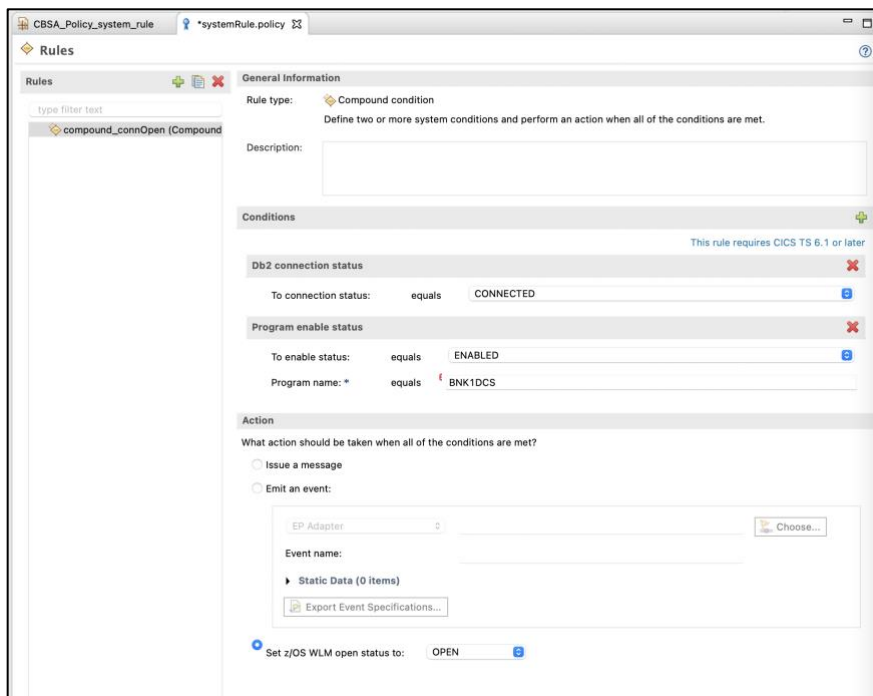 CBSA_Policy_system_rule
*systemRule.policy
Rules
Rules
type filter text
compound_connOpen (Compound
General Information
Rule type: Compound condition
Define two or more system conditions and perform an action when all of the conditions are met.
Description:
Conditions
This rule requires CICS TS 6.1 or later
Db2 connection status
To connection status: equals CONNECTED
Program enable status
To enable status: equals ENABLED
Program name: * equals BNK1DCS
Action
What action should be taken when all of the conditions are met?
Issue a message
Emit an event:
EP Adapter Choose...
Event name:
Static Data (0 items)
Export Event Specifications...
Set z/OS WLM open status to: OPEN